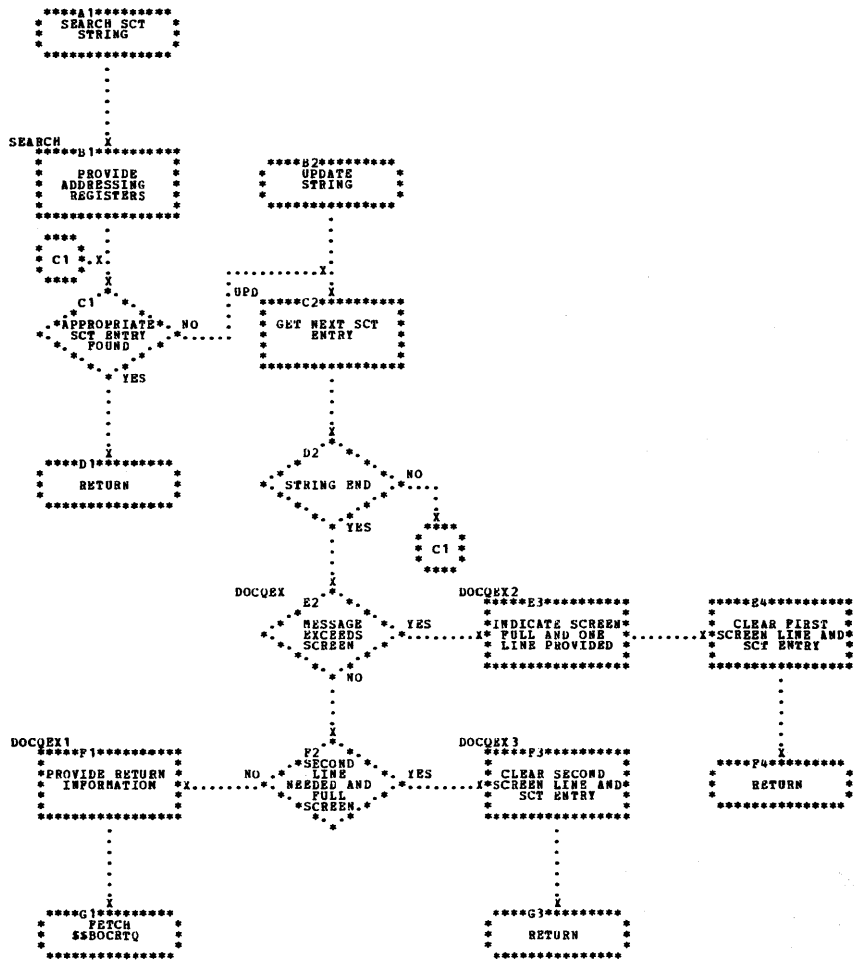 A1
SEARCH SCT
STRING
SEARCH
B1
PROVIDE
ADDRESSING
REGISTERS
B2
UPDATE
STRING
C1
UPD
C1
APPROPRIATE
SCT ENTRY
FOUND
NO
YES
C2
GET NEXT SCT
ENTRY
D1
RETURN
D2
STRING END
NO
YES
C1
DOCQEX
E2
MESSAGE
EXCEEDS
SCREEN
YES
NO
DOCQEX2
E3
INDICATE SCREEN
FULL AND ONE
LINE PROVIDED
E4
CLEAR FIRST
SCREEN LINE AND
SCT ENTRY
DOCQEX1
F1
PROVIDE RETURN
INFORMATION
NO
F2
SECOND
LINE
NEEDED AND
FULL
SCREEN
YES
DOCQEX3
F3
CLEAR SECOND
SCREEN LINE AND
SCT ENTRY
F4
RETURN
G1
FETCH
$$BOCRTQ
G3
RETURN